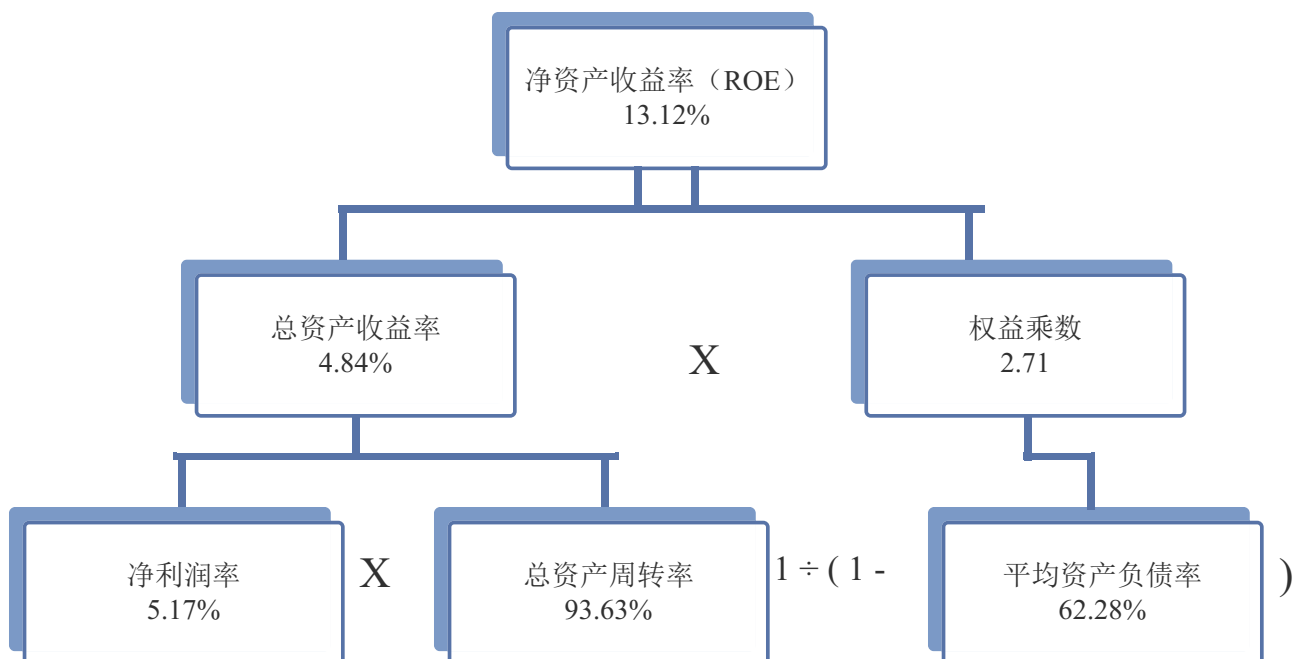 净资产收益率（ROE）
13.12%
总资产收益率
4.84%
X
权益乘数
2.71
净利润率
5.17%
X
总资产周转率
93.63%
1 ÷ ( 1 -
平均资产负债率
62.28%
)